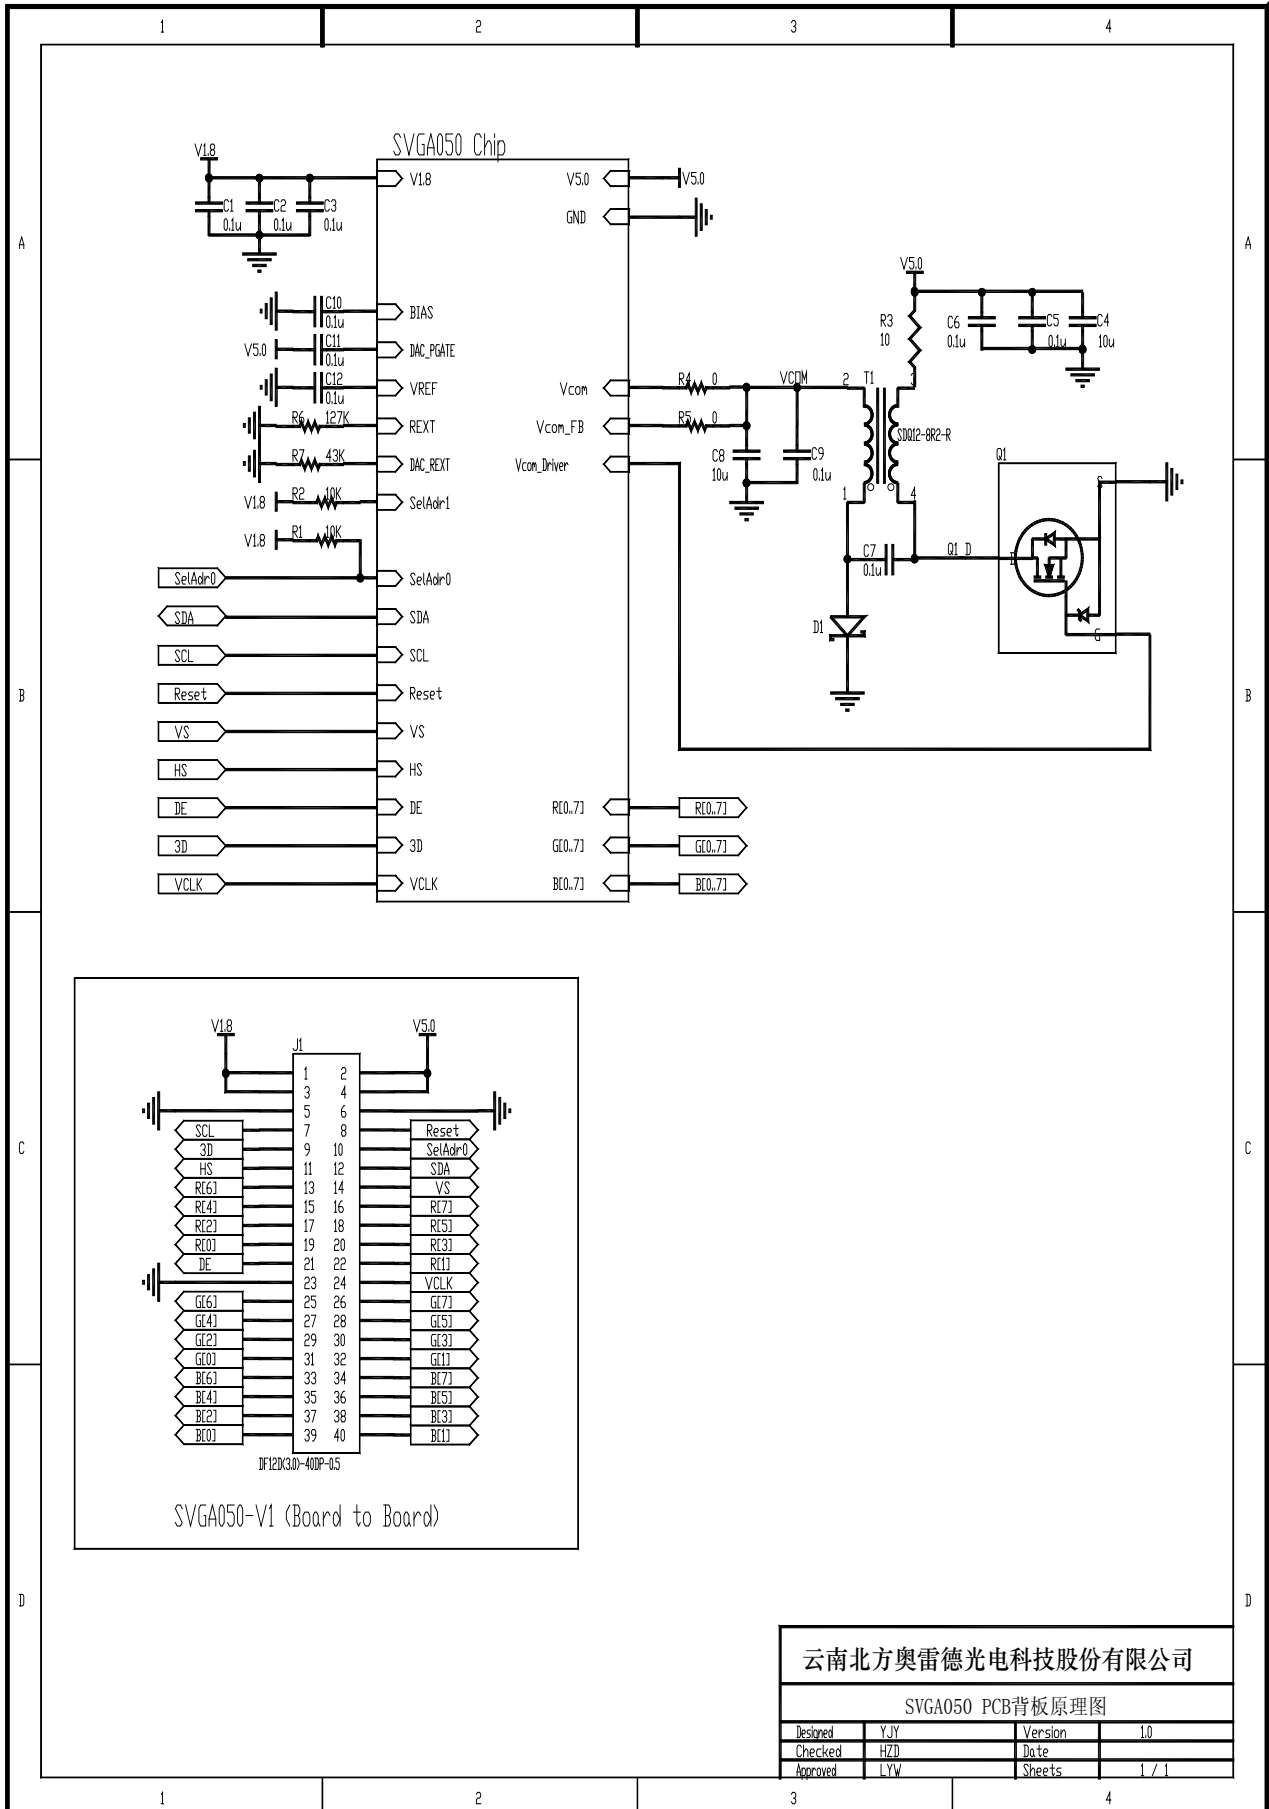 1 2 3 4
SVGA050 Chip
V1.8
C1 C2 C3
0.1u 0.1u 0.1u
V1.8
V5.0
V5.0
GND
A
A
C10
0.1u
BIAS
V5.0
C11
0.1u
DAC_PGATE
C12
0.1u
VREF
R6 127K
REXT
R7 43K
DAC_REXT
V1.8
R2 10K
SelAdr1
V1.8
R1 10K
SelAdr0
SelAdr0
SDA
SDA
SCL
SCL
Reset
Reset
VS
VS
HS
HS
DE
DE
3D
3D
VCLK
VCLK
Vcom
Vcom_FB
Vcom_Driver
R4 0
R5 0
VCOM
C8
10u
C9
0.1u
2 T1 3
SDQ12-8R2-R
1 4
V5.0
R3
10
C6
0.1u
C5
0.1u
C4
10u
C7
0.1u
D1
Q1_D
Q1
S
D
G
R[0..7] R[0..7]
G[0..7] G[0..7]
B[0..7] B[0..7]
B
B
V1.8 V5.0
J1
1 2
3 4
5 6
SCL 7 8 Reset
3D 9 10 SelAdr0
HS 11 12 SDA
R[6] 13 14 VS
R[4] 15 16 R[7]
R[2] 17 18 R[5]
R[0] 19 20 R[3]
DE 21 22 R[1]
23 24 VCLK
G[6] 25 26 G[7]
G[4] 27 28 G[5]
G[2] 29 30 G[3]
G[0] 31 32 G[1]
B[6] 33 34 B[7]
B[4] 35 36 B[5]
B[2] 37 38 B[3]
B[0] 39 40 B[1]
DF12D(3.0)-40DP-0.5
SVGA050-V1 (Board to Board)
C
C
D
D
云南北方奥雷德光电科技股份有限公司
SVGA050 PCB背板原理图
Designed YJY Version 1.0
Checked HZD Date
Approved LYW Sheets 1 / 1
1 2 3 4